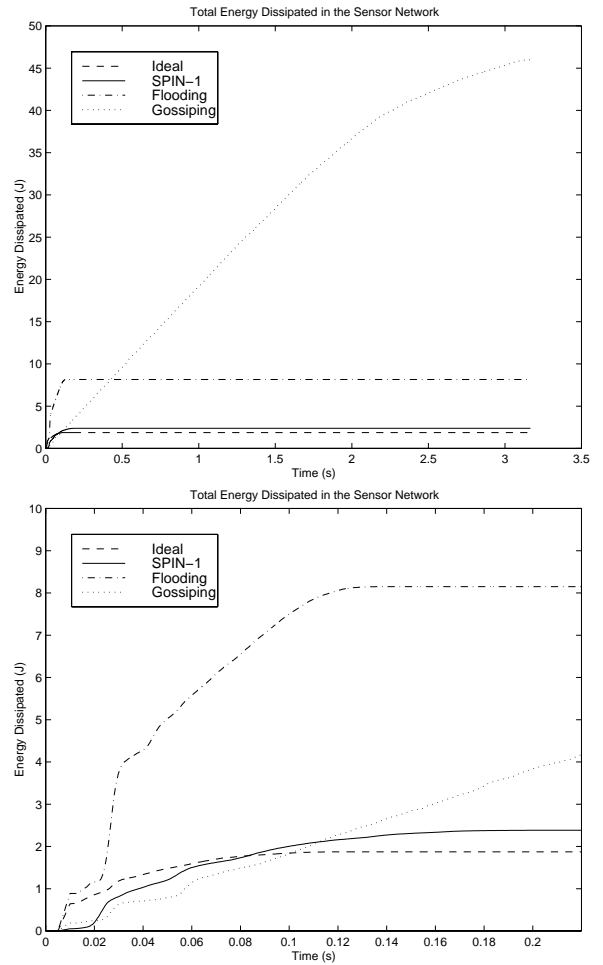 Total Energy Dissipated in the Sensor Network
50
45
40
35
30
25
20
15
10
5
0
Energy Dissipated (J)
Ideal
SPIN−1
Flooding
Gossiping
0 0.5 1 1.5 2 2.5 3 3.5
Time (s)
Total Energy Dissipated in the Sensor Network
10
9
8
7
6
5
4
3
2
1
0
Energy Dissipated (J)
Ideal
SPIN−1
Flooding
Gossiping
0 0.02 0.04 0.06 0.08 0.1 0.12 0.14 0.16 0.18 0.2
Time (s)